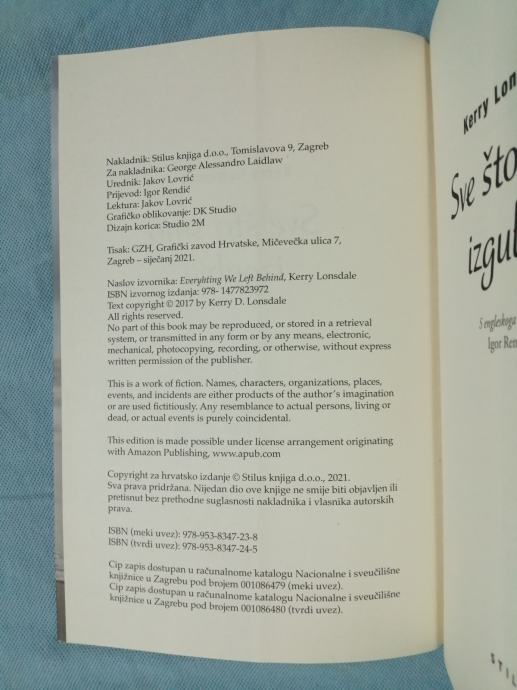 Nakladnik: Stilus knjiga d.o.o., Tomislavova 9, Zagreb
Za nakladnika: George Alessandro Laidlaw
Urednik: Jakov Lovrić
Prijevod: Igor Rendić
Lektura: Jakov Lovrić
Grafičko oblikovanje: DK Studio
Dizajn korica: Studio 2M
Tisak: GZH, Grafički zavod Hrvatske, Mičevečka ulica 7,
Zagreb – siječanj 2021.
Naslov izvornika: Everyhting We Left Behind, Kerry Lonsdale
ISBN izvornog izdanja: 978- 1477823972
Text copyright © 2017 by Kerry D. Lonsdale
All rights reserved.
No part of this book may be reproduced, or stored in a retrieval
system, or transmitted in any form or by any means, electronic,
mechanical, photocopying, recording, or otherwise, without express
written permission of the publisher.
This is a work of fiction. Names, characters, organizations, places,
events, and incidents are either products of the author's imagination
or are used fictitiously. Any resemblance to actual persons, living or
dead, or actual events is purely coincidental.
This edition is made possible under license arrangement originating
with Amazon Publishing, www.apub.com
Copyright za hrvatsko izdanje © Stilus knjiga d.o.o., 2021.
Sva prava pridržana. Nijedan dio ove knjige ne smije biti objavljen ili
pretisnut bez prethodne suglasnosti nakladnika i vlasnika autorskih
prava.
ISBN (meki uvez): 978-953-8347-23-8
ISBN (tvrdi uvez): 978-953-8347-24-5
Cip zapis dostupan u računalnome katalogu Nacionalne i sveučilišne
knjižnice u Zagrebu pod brojem 001086479 (meki uvez).
Cip zapis dostupan u računalnome katalogu Nacionalne i sveučilišne
knjižnice u Zagrebu pod brojem 001086480 (tvrdi uvez).
Kerry Lon
Sve što
izgu
S engleskoga
Igor Ren
STIL